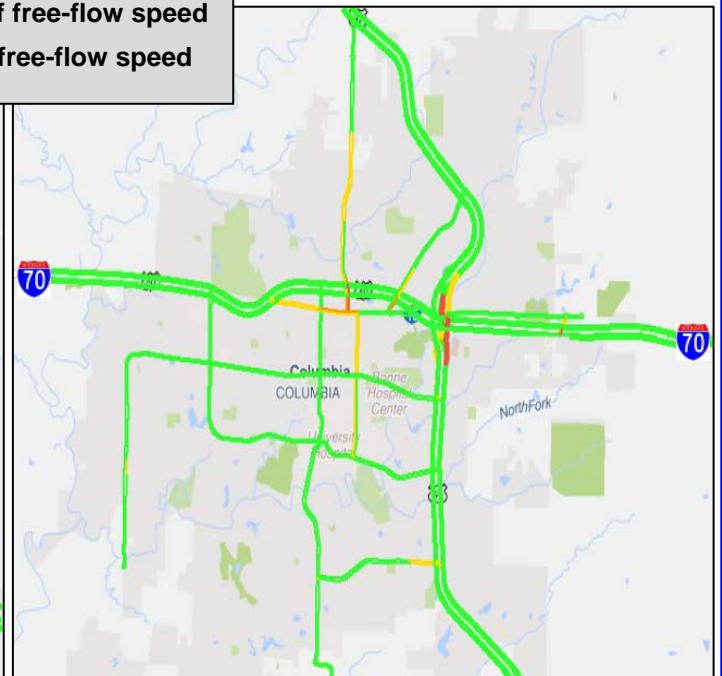 f free-flow speed
free-flow speed
70
70
Columbia
COLUMBIA
Boone
Hospital
Center
NorthFork
University
Hospital